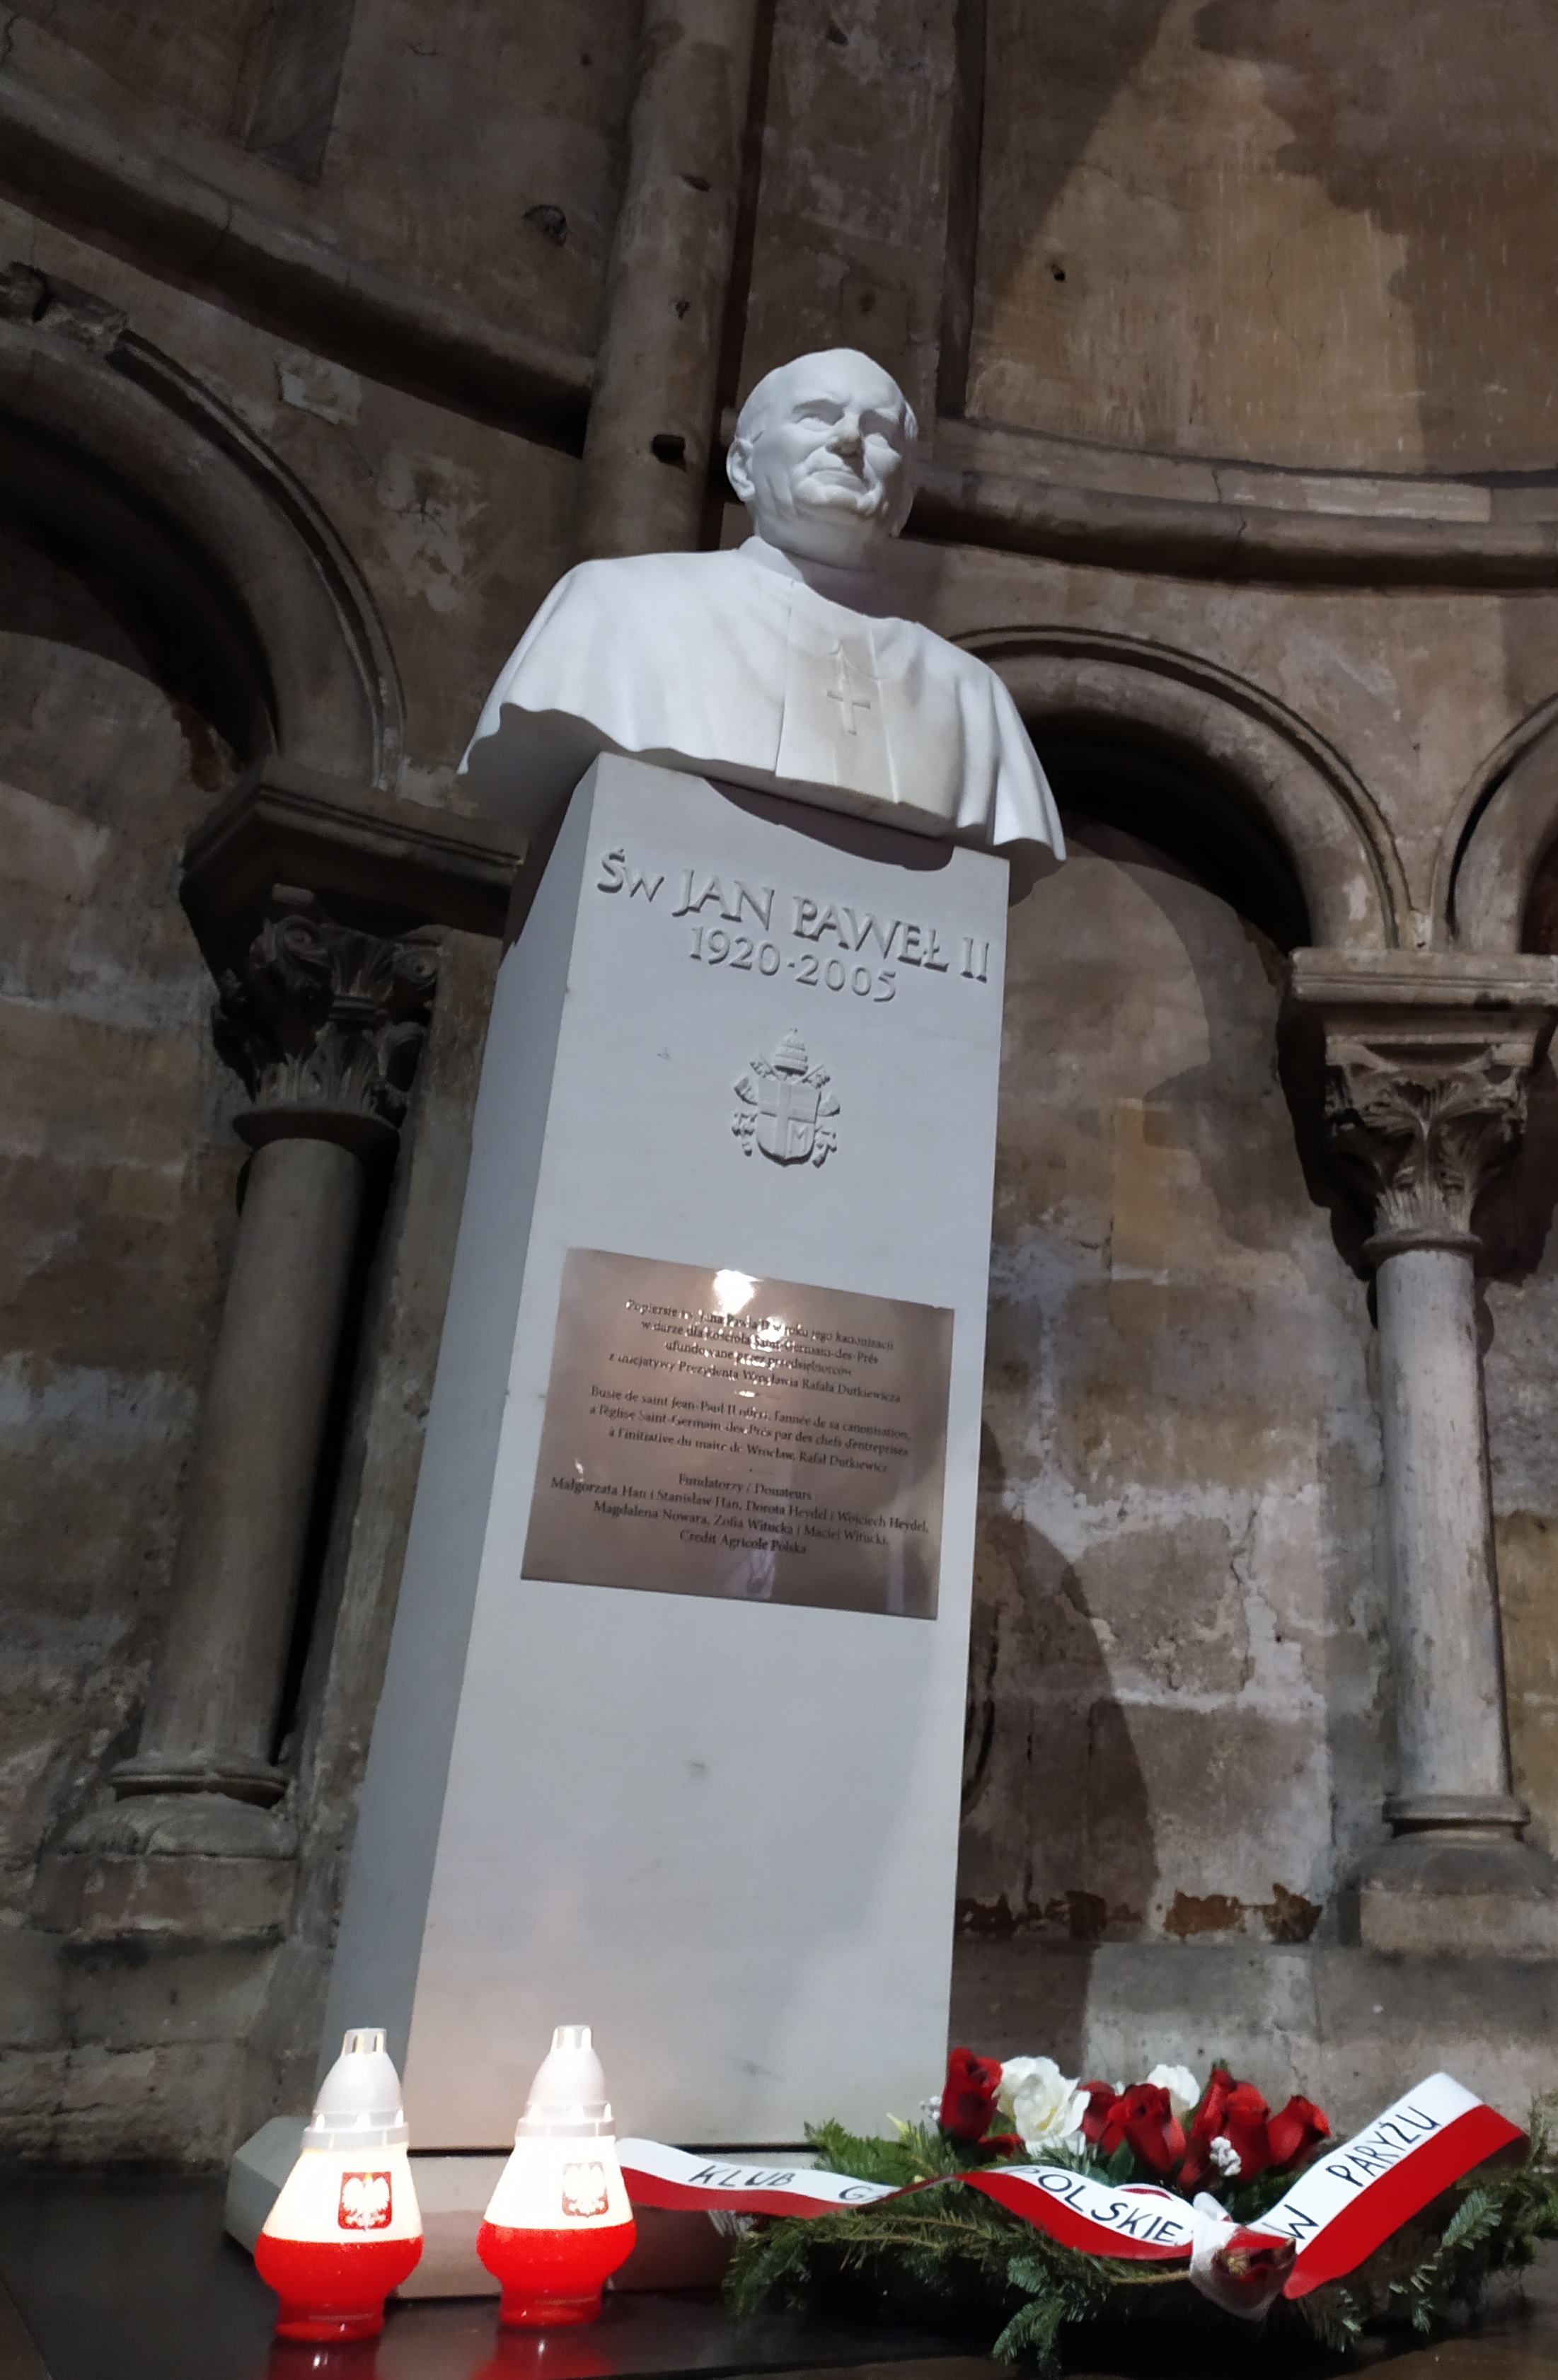 Św JAN PAWEŁ II
1920-2005
M
Popiersie św. Jana Pawła II w roku jego kanonizacji
w darze dla kościoła Saint-Germain-des-Prés
ufundowane przez przedsiębiorców
z inicjatywy Prezydenta Wrocławia Rafała Dutkiewicza
Buste de saint Jean-Paul II offert, l'année de sa canonisation,
à l'église Saint-Germain-des-Prés par des chefs d'entreprises
à l'initiative du maire de Wrocław, Rafał Dutkiewicz
Fundatorzy / Donateurs :
Małgorzata Han i Stanisław Han, Dorota Heydel i Wojciech Heydel,
Magdalena Nowara, Zofia Witucka i Maciej Witucki,
Credit Agricole Polska
KLUB POLSKIEJ W PARYŻU